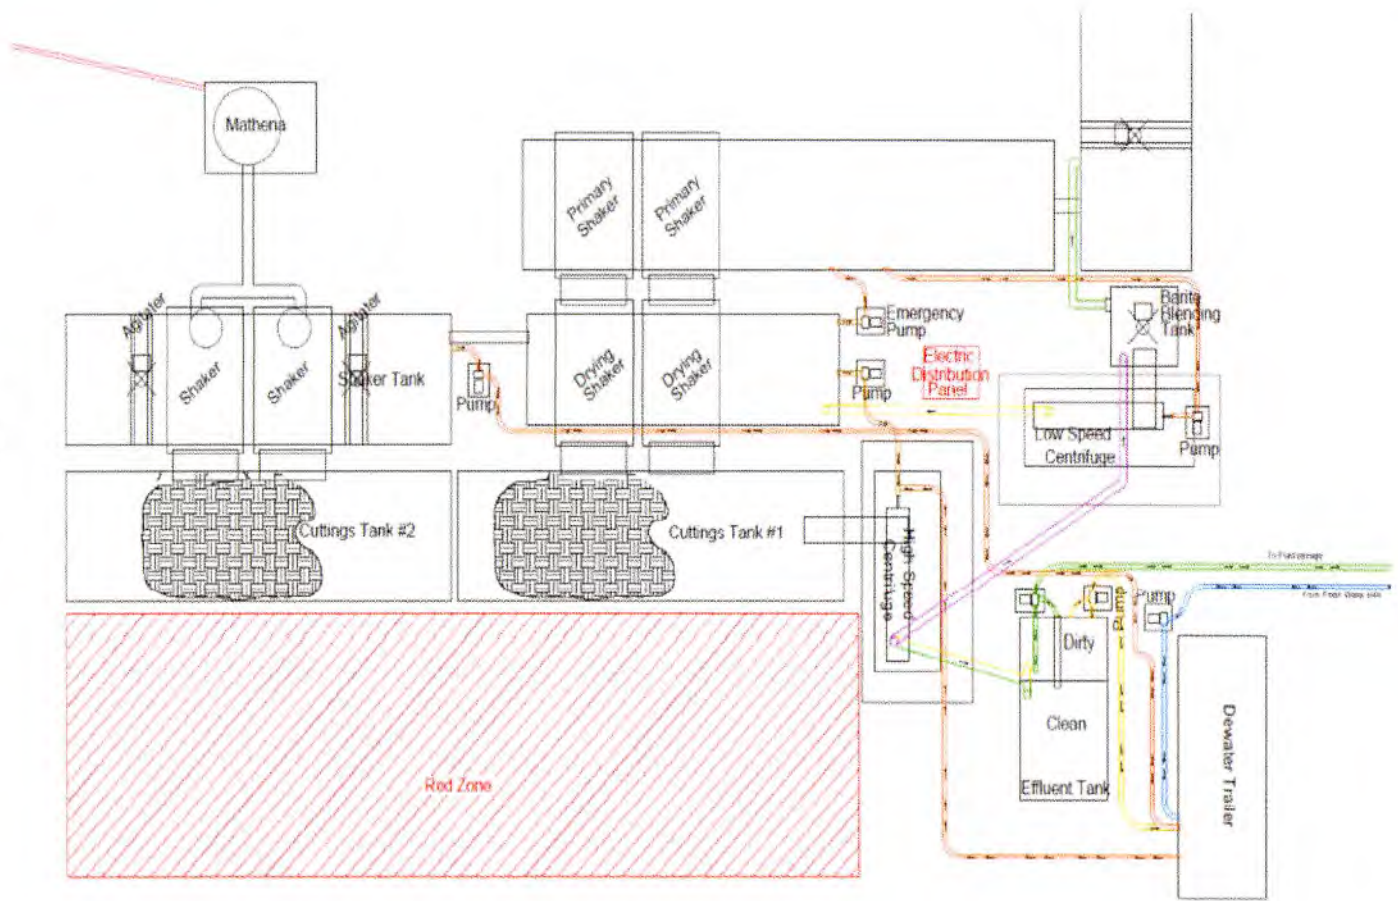 Mathena
Primary
Shaker
Primary
Shaker
Agitator
Agitator
Shaker
Shaker
Shaker Tank
Pump
Drying
Shaker
Drying
Shaker
Emergency
Pump
Pump
Electric
Distribution
Panel
Barite
Blending
Tank
Low Speed
Centrifuge
Pump
Cuttings Tank #2
Cuttings Tank #1
High Speed
Centrifuge
Pump
Pump
Dirty
Clean
Effluent Tank
Dewater Trailer
Red Zone